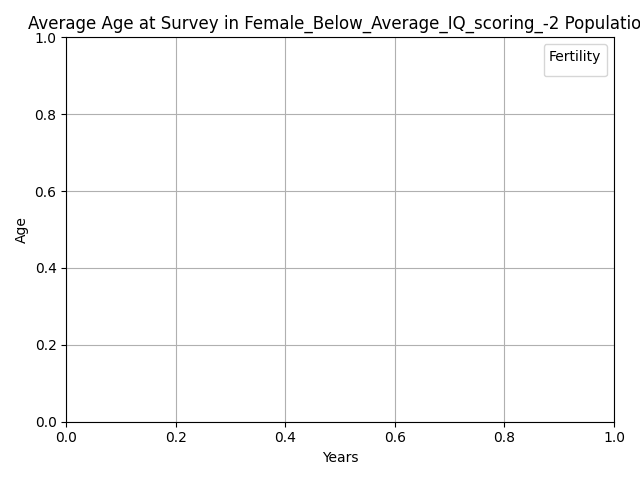 Average Age at Survey in Female_Below_Average_IQ_scoring_-2 Populatio
Fertility
1.0
0.8
0.6
0.4
0.2
0.0
Age
0.0 0.2 0.4 0.6 0.8 1.0
Years